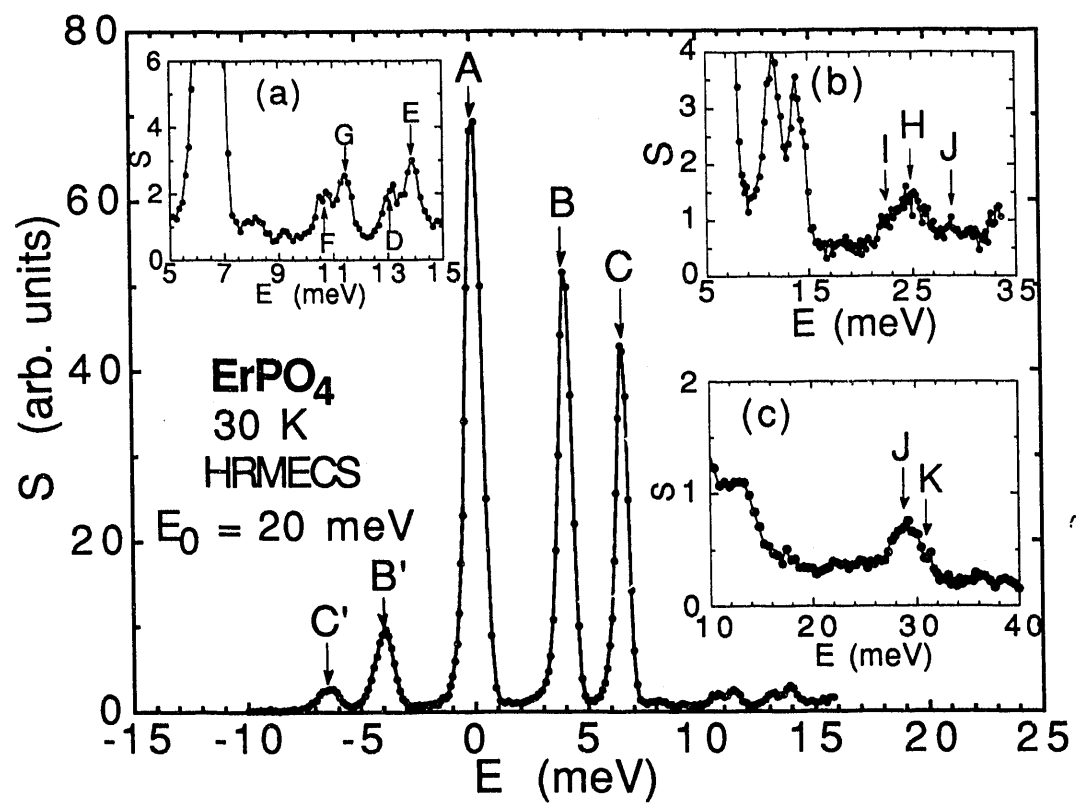 80
60
40
20
0
S (arb. units)
-15 -10 -5 0 5 10 15 20 25
E (meV)
A
B
C
B'
C'
ErPO4
30 K
HRMECS
E0 = 20 meV
(a)
6
4
2
0
S
G
E
F
D
5 7 9 11 13 15
E (meV)
(b)
4
3
2
1
0
S
I
H
J
5 15 25 35
E (meV)
(c)
2
1
0
S
J
K
10 20 30 40
E (meV)